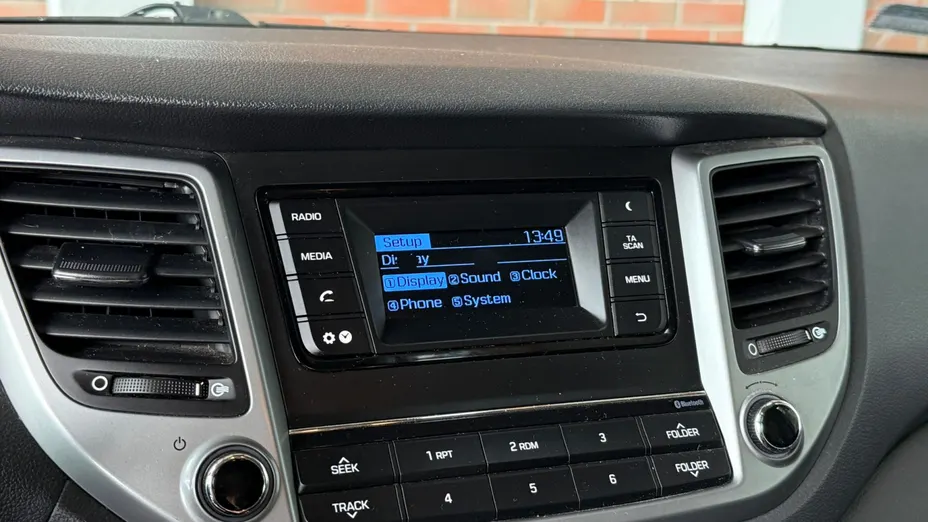 RADIO
MEDIA
Setup 13:49
①Display ②Sound ③Clock
④Phone ⑤System
TA
SCAN
MENU
Bluetooth
SEEK
TRACK
1 RPT
2 RDM
3
4
5
6
FOLDER
FOLDER